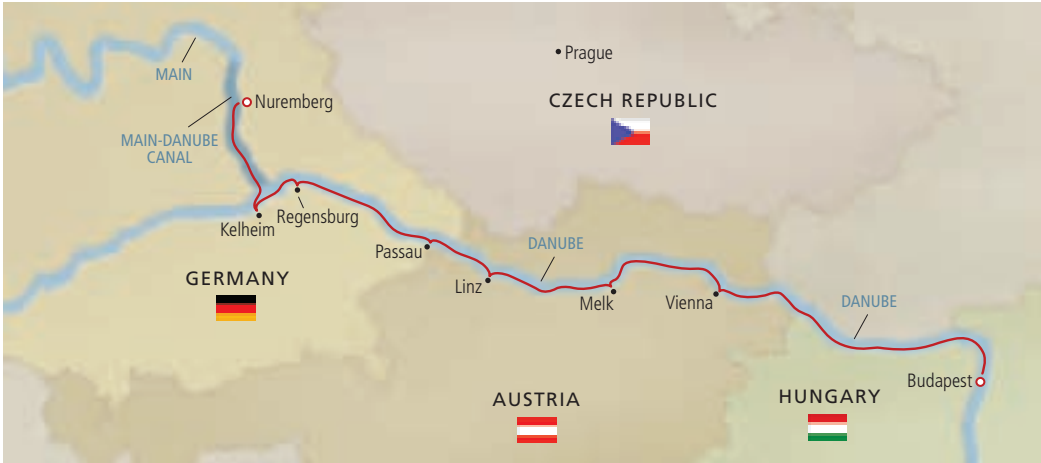 Prague
MAIN
CZECH REPUBLIC
Nuremberg
MAIN-DANUBE
CANAL
Regensburg
Kelheim
DANUBE
Passau
GERMANY
Linz
Melk
Vienna
DANUBE
Budapest
AUSTRIA
HUNGARY